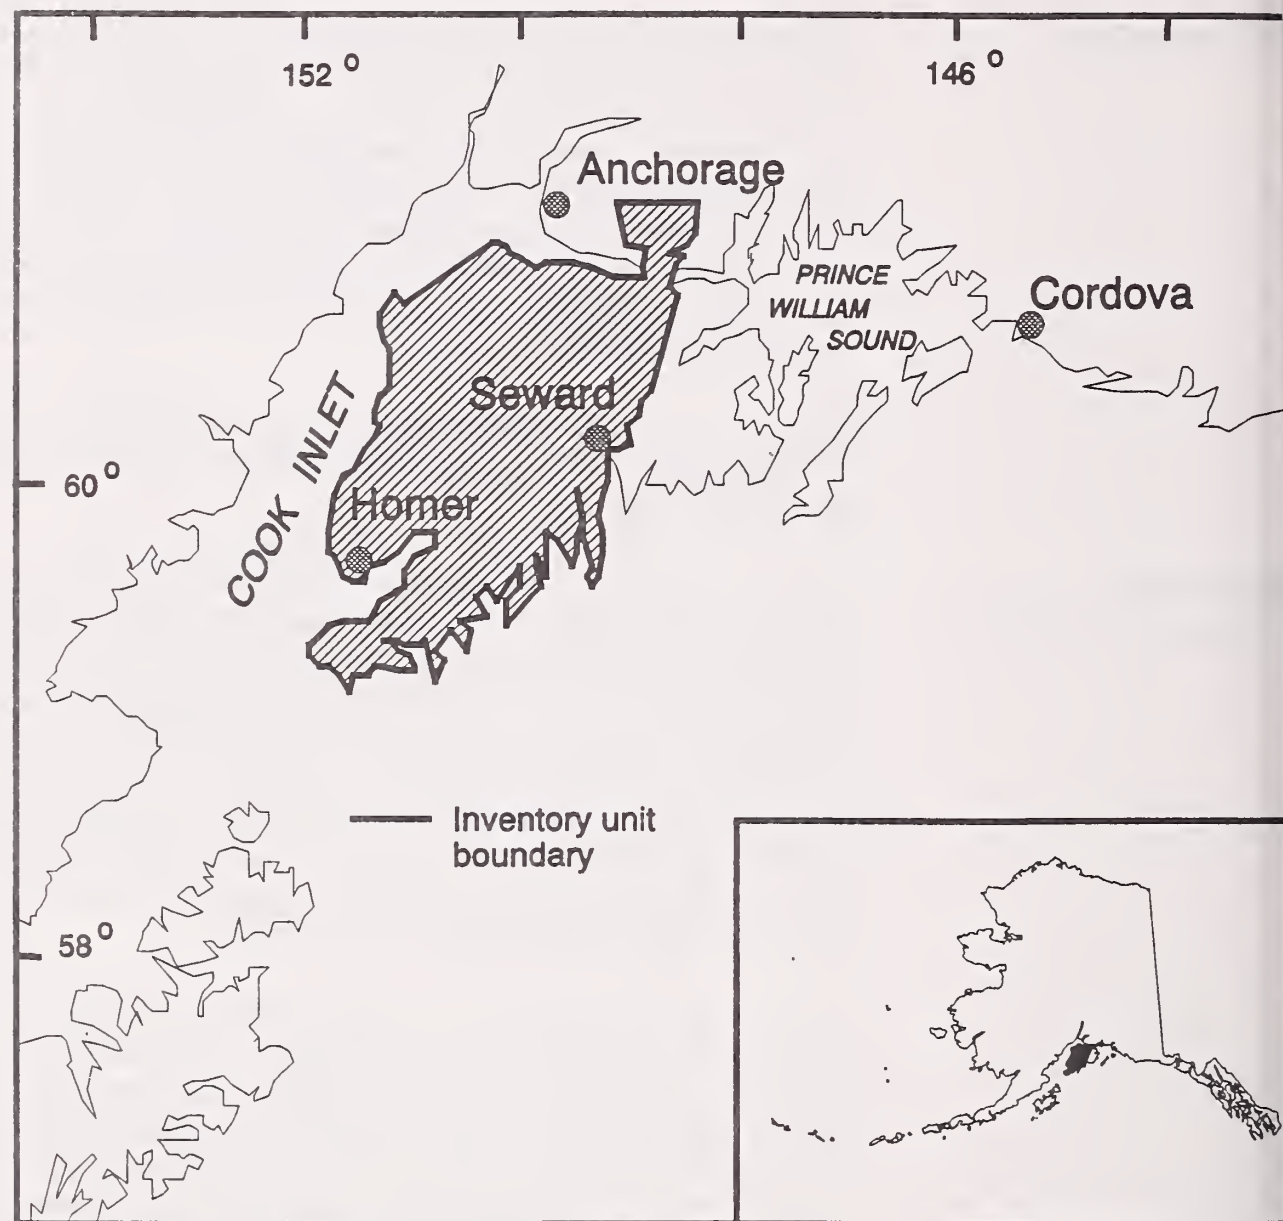 152 o
146 o
Anchorage
PRINCE
WILLIAM
SOUND
Cordova
Seward
COOK INLET
60 o
Homer
Inventory unit
boundary
58 o